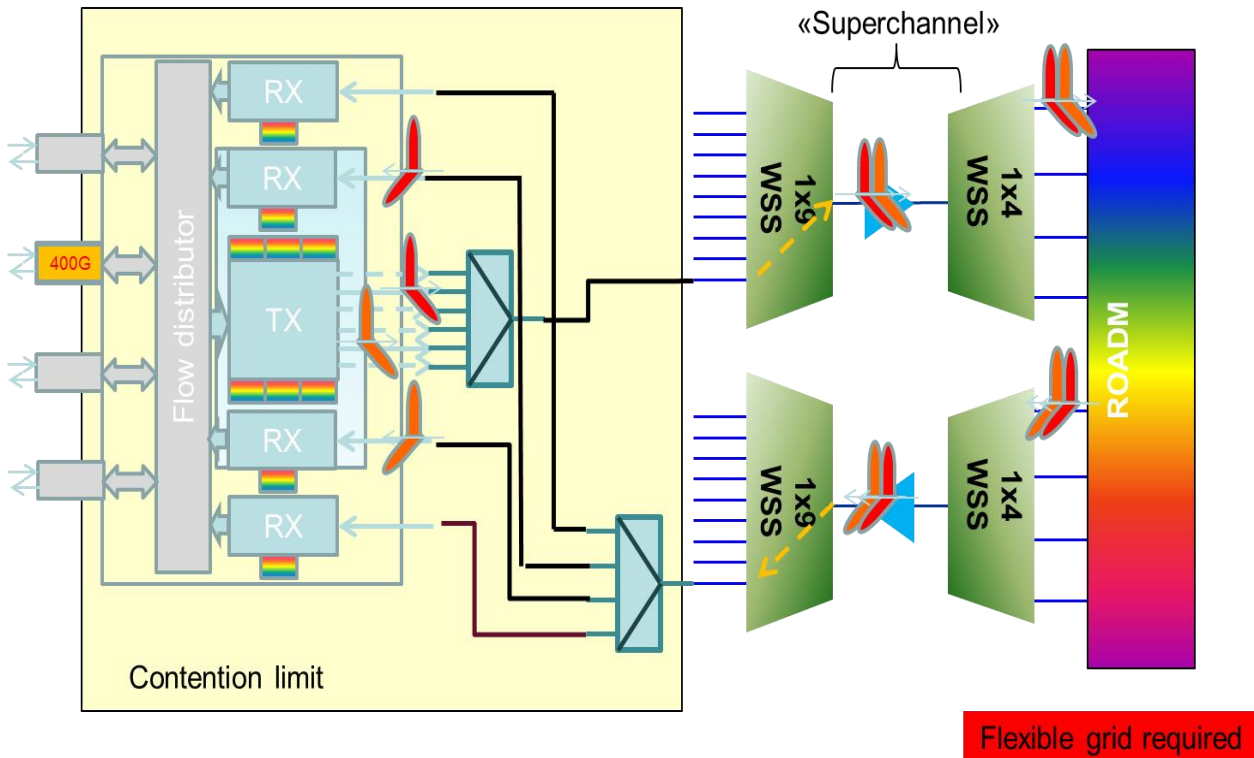 «Superchannel»
RX
RX
400G
TX
Flow distributor
RX
RX
1x9
WSS
1x4
WSS
1x9
WSS
1x4
WSS
ROADM
Contention limit
Flexible grid required